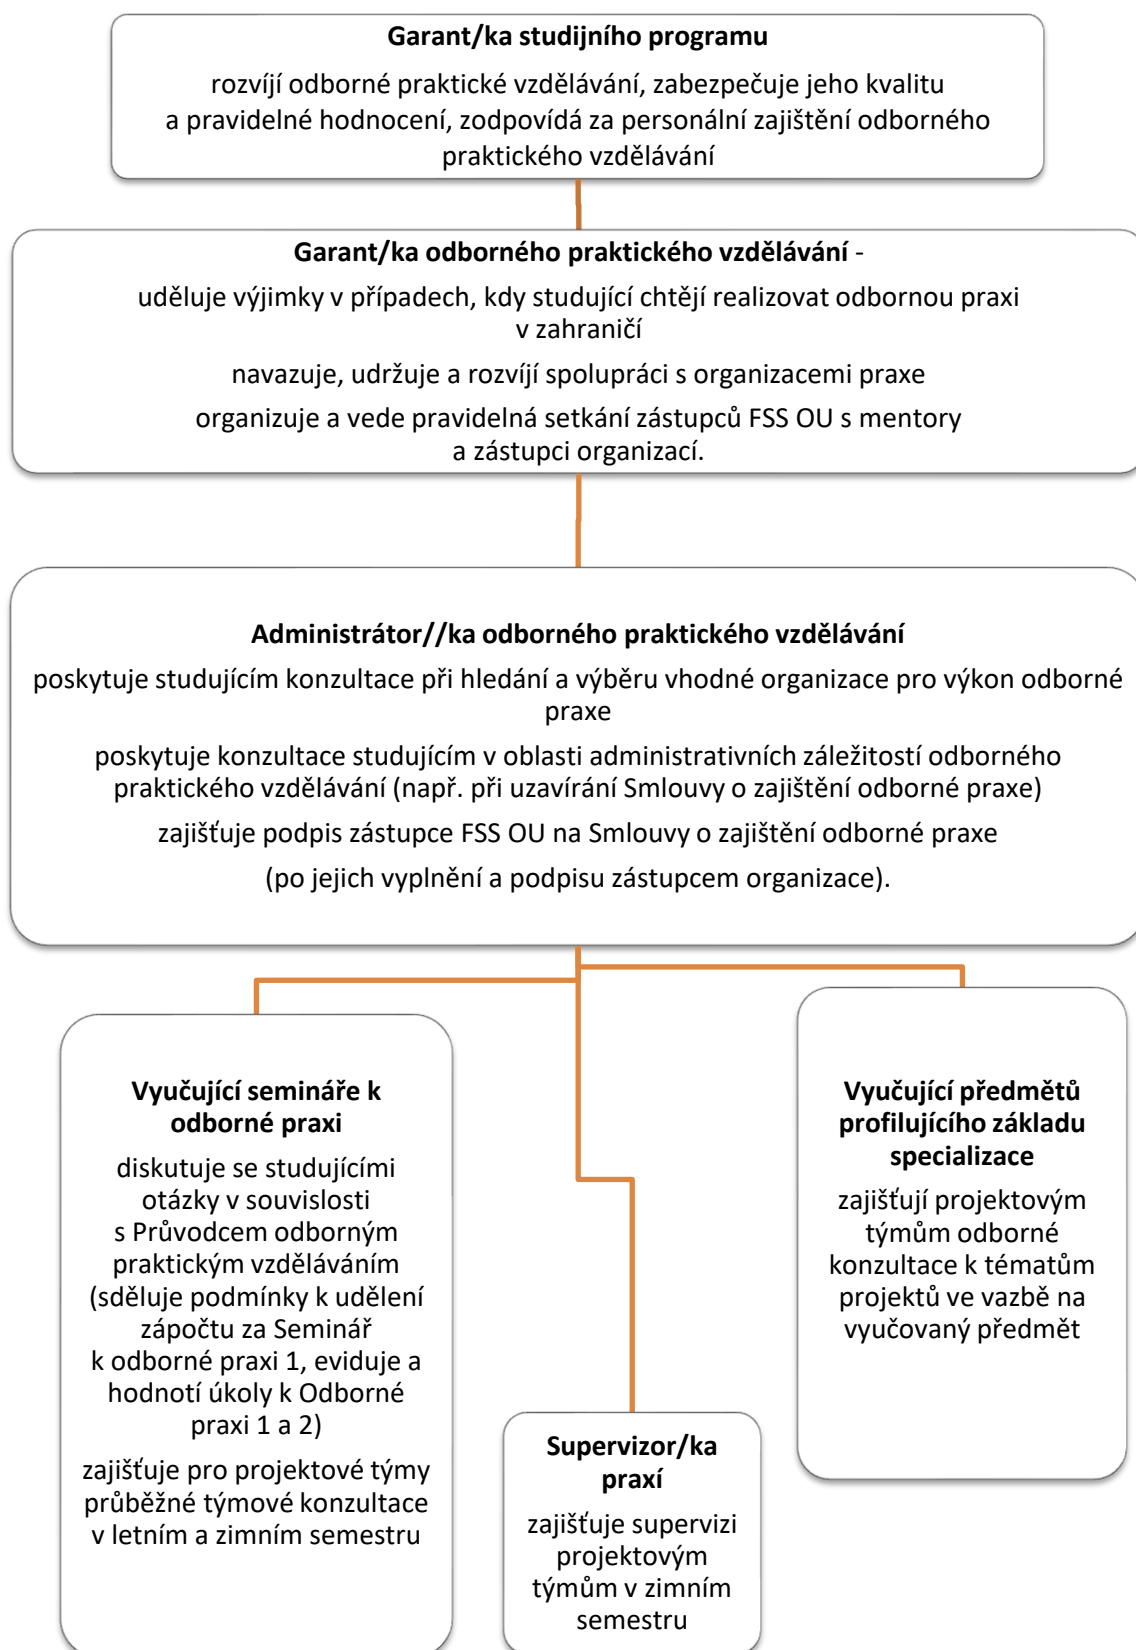 Garant/ka studijního programu
rozvíjí odborné praktické vzdělávání, zabezpečuje jeho kvalitu
a pravidelné hodnocení, zodpovídá za personální zajištění odborného
praktického vzdělávání
Garant/ka odborného praktického vzdělávání -
uděluje výjimky v případech, kdy studující chtějí realizovat odbornou praxi
v zahraničí
navazuje, udržuje a rozvíjí spolupráci s organizacemi praxe
organizuje a vede pravidelná setkání zástupců FSS OU s mentory
a zástupci organizací.
Administrátor//ka odborného praktického vzdělávání
poskytuje studujícím konzultace při hledání a výběru vhodné organizace pro výkon odborné
praxe
poskytuje konzultace studujícím v oblasti administrativních záležitostí odborného
praktického vzdělávání (např. při uzavírání Smlouvy o zajištění odborné praxe)
zajišťuje podpis zástupce FSS OU na Smlouvy o zajištění odborné praxe
(po jejich vyplnění a podpisu zástupcem organizace).
Vyučující semináře k
odborné praxi
diskutuje se studujícími
otázky v souvislosti
s Průvodcem odborným
praktickým vzděláváním
(sděluje podmínky k udělení
zápočtu za Seminář
k odborné praxi 1, eviduje a
hodnotí úkoly k Odborné
praxi 1 a 2)
zajišťuje pro projektové týmy
průběžné týmové konzultace
v letním a zimním semestru
Supervizor/ka
praxí
zajišťuje supervizi
projektovým
týmům v zimním
semestru
Vyučující předmětů
profilujícího základu
specializace
zajišťují projektovým
týmům odborné
konzultace k tématům
projektů ve vazbě na
vyučovaný předmět